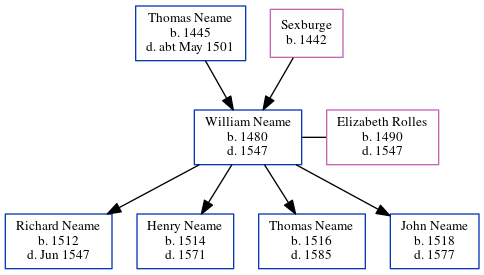 Thomas Neame
b. 1445
d. abt May 1501
Sexburge
b. 1442
William Neame
b. 1480
d. 1547
Elizabeth Rolles
b. 1490
d. 1547
Richard Neame
b. 1512
d. Jun 1547
Henry Neame
b. 1514
d. 1571
Thomas Neame
b. 1516
d. 1585
John Neame
b. 1518
d. 1577